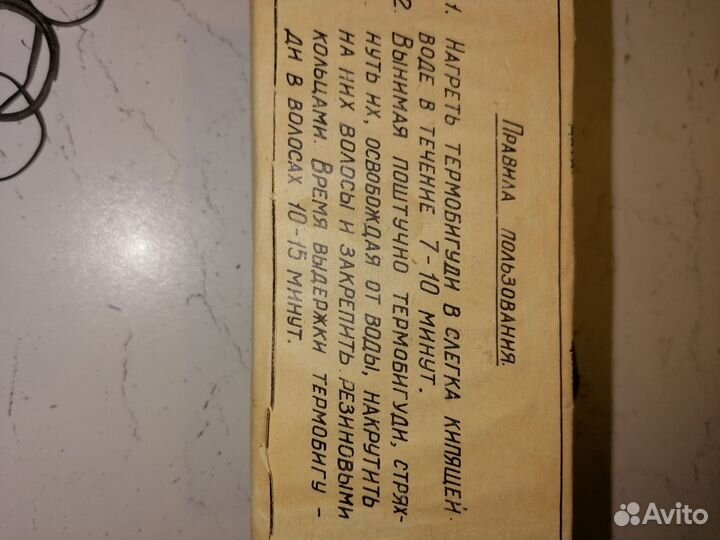 Правила пользования.
1. Нагреть термобигуди в слегка кипящей
воде в течение 7-10 минут.
2. Вынимая поштучно термобигуди, стрях-
нуть их, освобождая от воды, накрутить
на них волосы и закрепить резиновыми
кольцами. Время выдержки термобигу-
ди в волосах 10-15 минут.
Avito